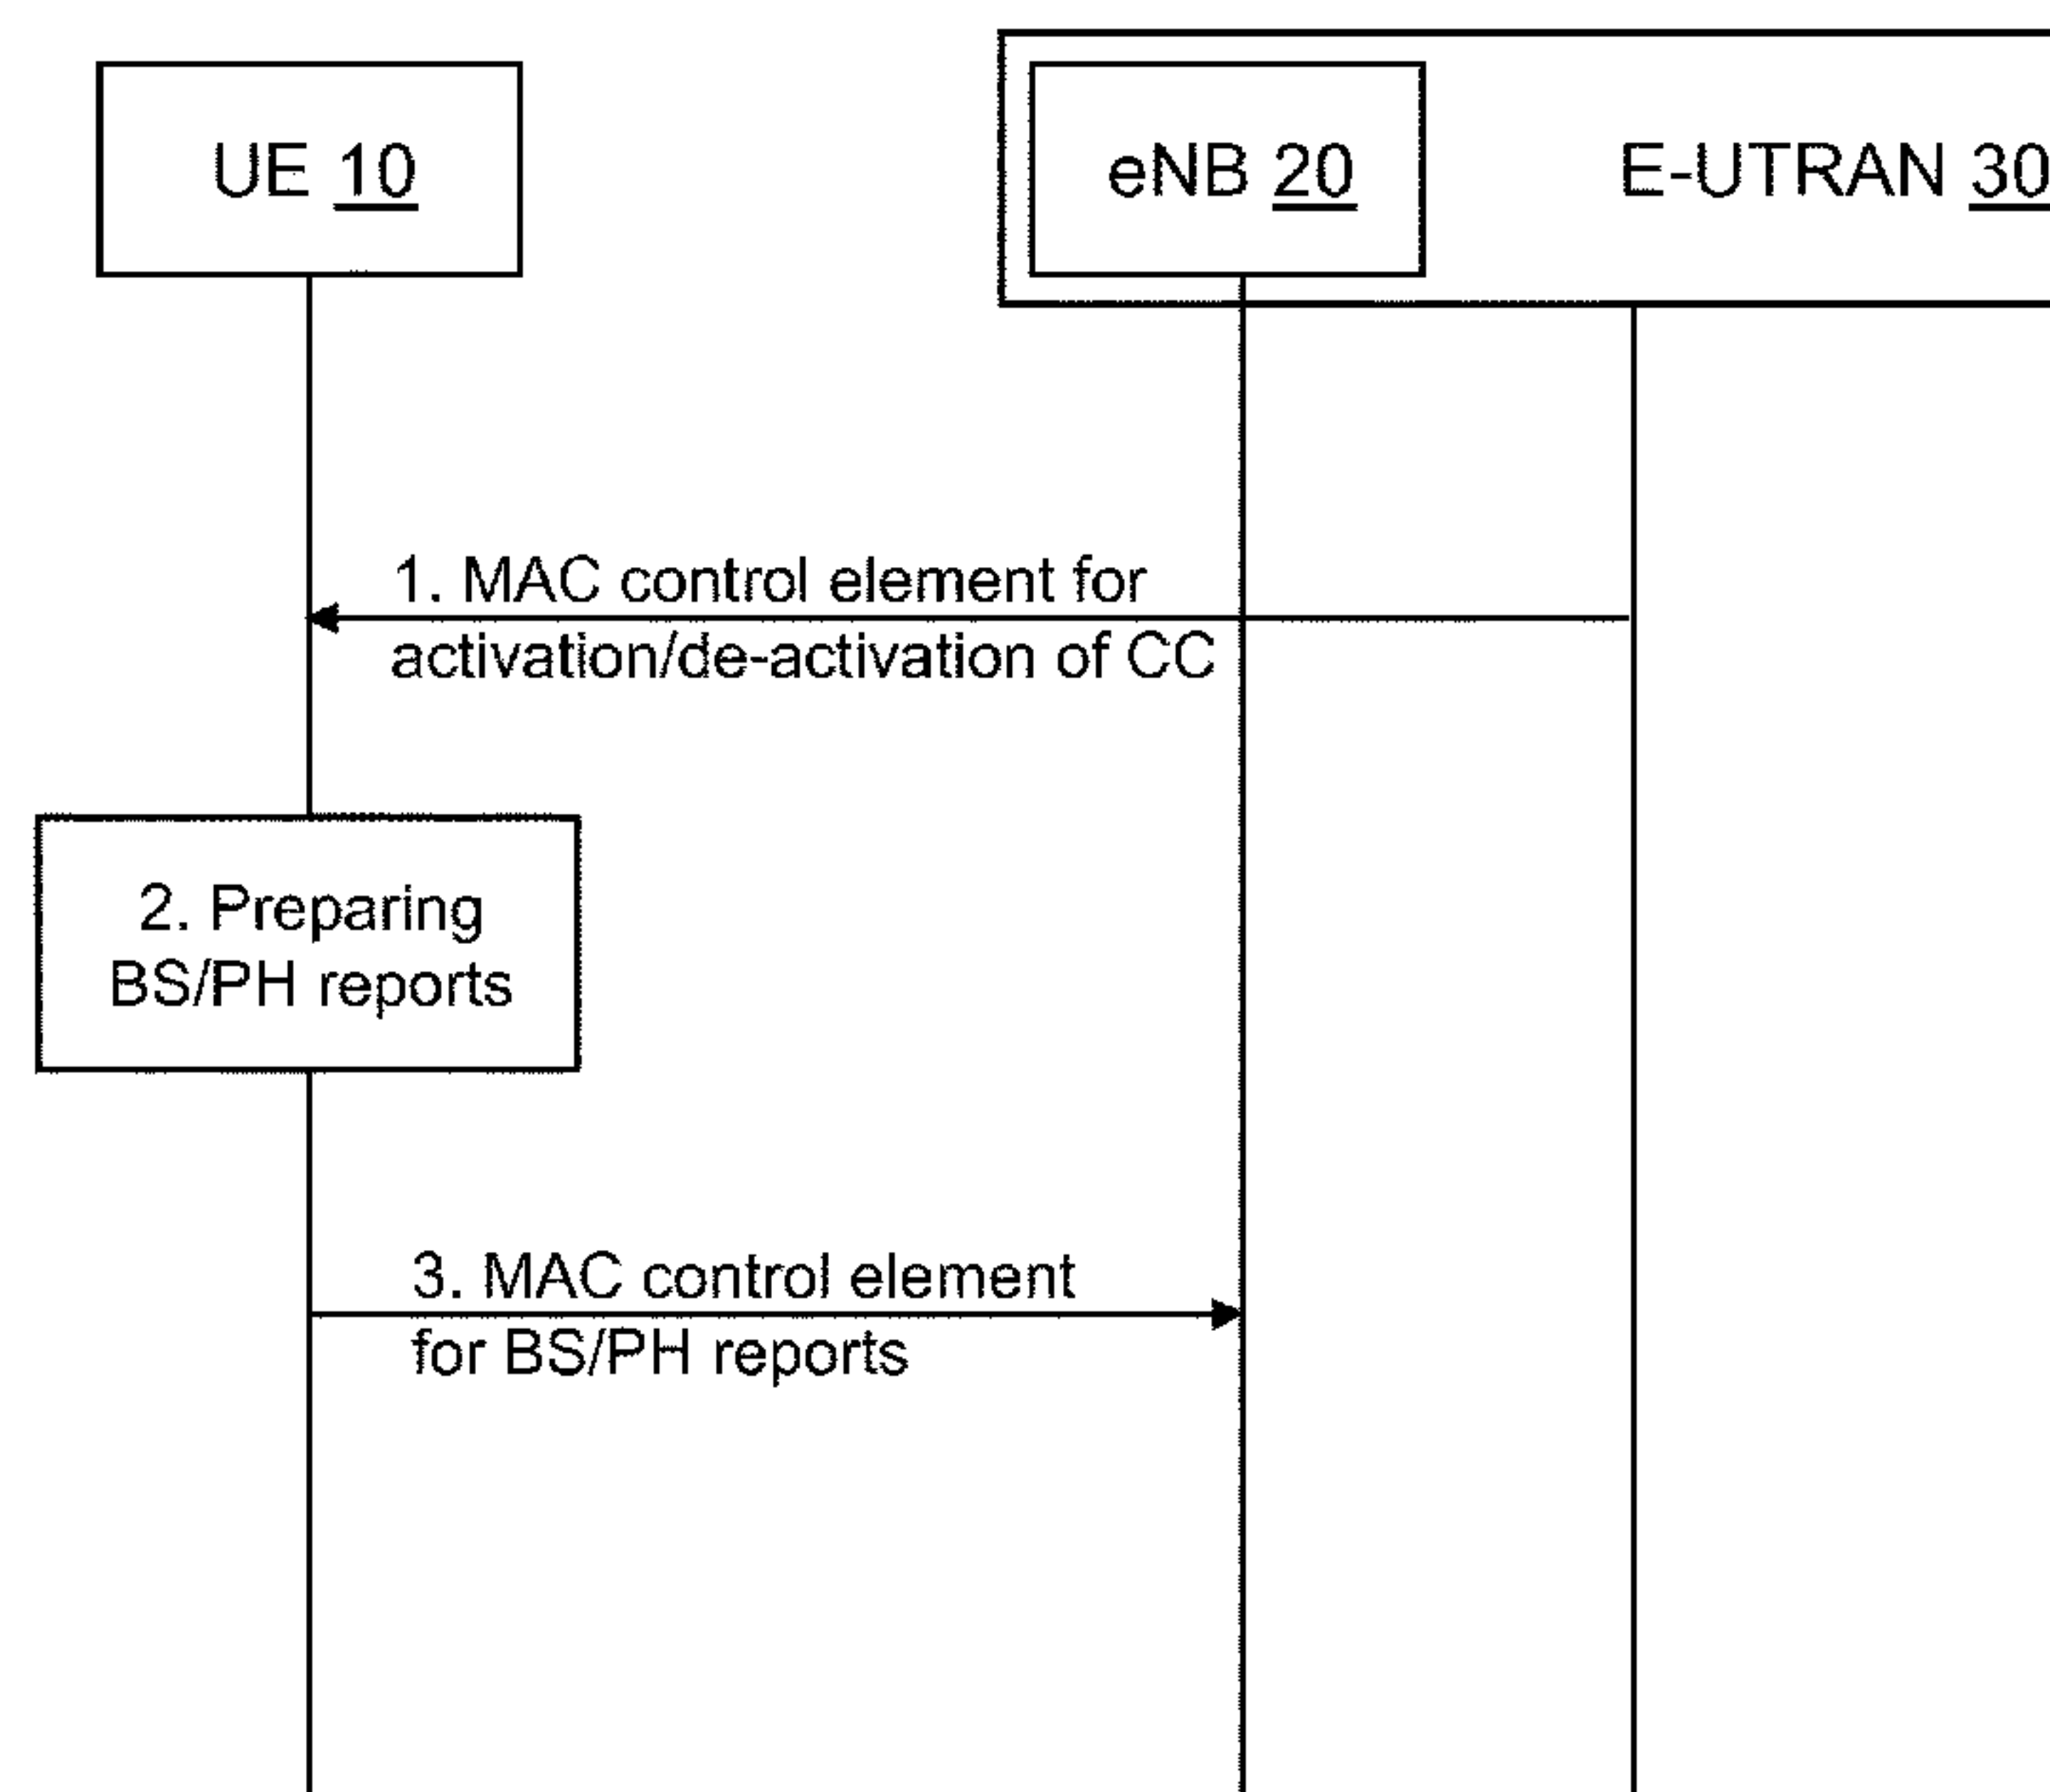 UE 10
eNB 20
E-UTRAN 30
1. MAC control element for
activation/de-activation of CC
2. Preparing
BS/PH reports
3. MAC control element
for BS/PH reports